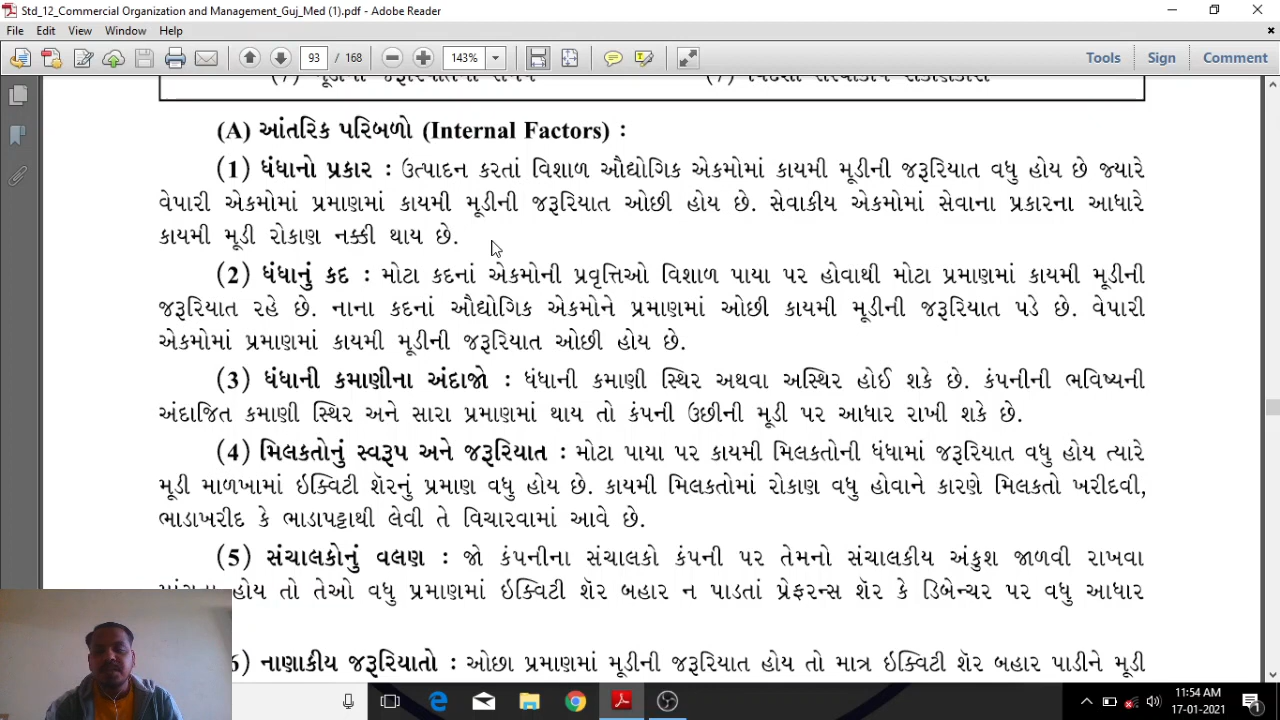 Std_12_Commercial Organization and Management_Guj_Med (1).pdf - Adobe Reader
File Edit View Window Help
93 / 168 143% Tools Sign Comment
(A) આંતરિક પરિબળો (Internal Factors) :
(1) ધંધાનો પ્રકાર : ઉત્પાદન કરતાં વિશાળ ઔદ્યોગિક એકમોમાં કાયમી મૂડીની જરૂરિયાત વધુ હોય છે જ્યારે
વેપારી એકમોમાં પ્રમાણમાં કાયમી મૂડીની જરૂરિયાત ઓછી હોય છે. સેવાકીય એકમોમાં સેવાના પ્રકારના આધારે
કાયમી મૂડી રોકાણ નક્કી થાય છે.
(2) ધંધાનું કદ : મોટા કદનાં એકમોની પ્રવૃત્તિઓ વિશાળ પાયા પર હોવાથી મોટા પ્રમાણમાં કાયમી મૂડીની
જરૂરિયાત રહે છે. નાના કદનાં ઔદ્યોગિક એકમોને પ્રમાણમાં ઓછી કાયમી મૂડીની જરૂરિયાત પડે છે. વેપારી
એકમોમાં પ્રમાણમાં કાયમી મૂડીની જરૂરિયાત ઓછી હોય છે.
(3) ધંધાની કમાણીના અંદાજો : ધંધાની કમાણી સ્થિર અથવા અસ્થિર હોઈ શકે છે. કંપનીની ભવિષ્યની
અંદાજિત કમાણી સ્થિર અને સારા પ્રમાણમાં થાય તો કંપની ઉછીની મૂડી પર આધાર રાખી શકે છે.
(4) મિલકતોનું સ્વરૂપ અને જરૂરિયાત : મોટા પાયા પર કાયમી મિલકતોની ધંધામાં જરૂરિયાત વધુ હોય ત્યારે
મૂડી માળખામાં ઇક્વિટી શૅરનું પ્રમાણ વધુ હોય છે. કાયમી મિલકતોમાં રોકાણ વધુ હોવાને કારણે મિલકતો ખરીદવી,
ભાડાખરીદ કે ભાડાપટ્ટાથી લેવી તે વિચારવામાં આવે છે.
(5) સંચાલકોનું વલણ : જો કંપનીના સંચાલકો કંપની પર તેમનો સંચાલકીય અંકુશ જાળવી રાખવા
હોય તો તેઓ વધુ પ્રમાણમાં ઇક્વિટી શૅર બહાર ન પાડતાં પ્રેફરન્સ શૅર કે ડિબેન્ચર પર વધુ આધાર
6) નાણાકીય જરૂરિયાતો : ઓછા પ્રમાણમાં મૂડીની જરૂરિયાત હોય તો માત્ર ઇક્વિટી શૅર બહાર પાડીને મૂડી
11:54 AM
17-01-2021